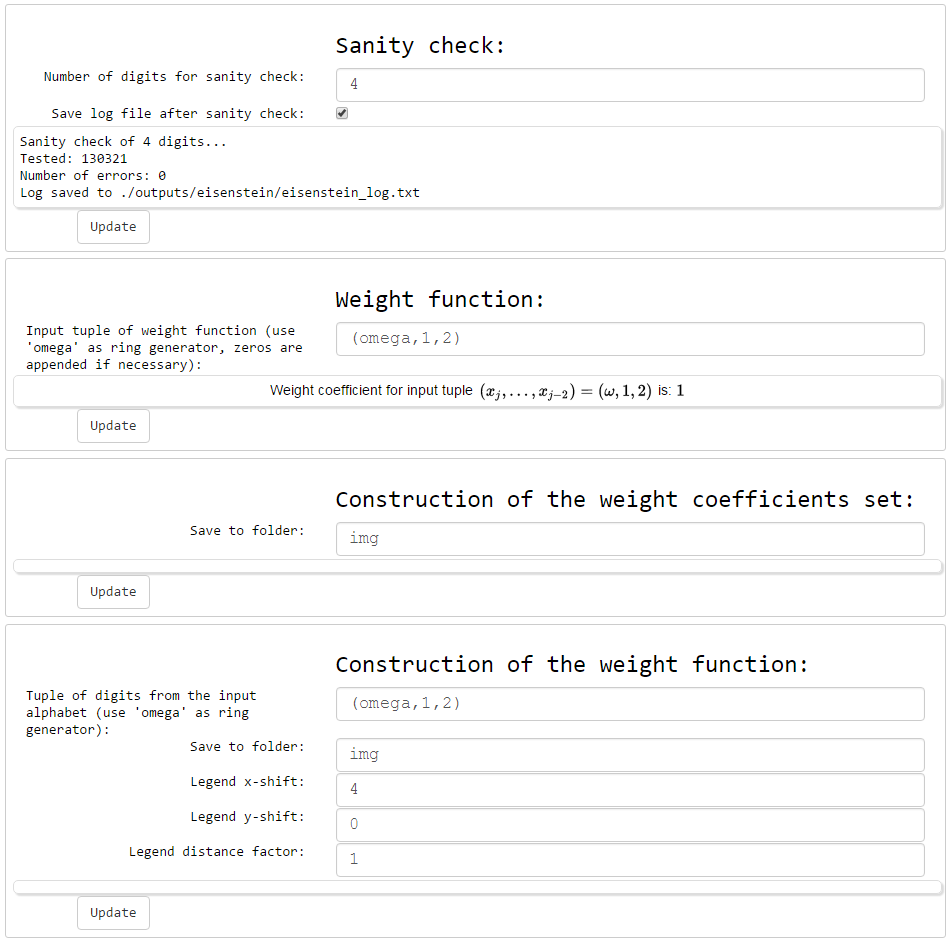 Sanity check:
Number of digits for sanity check:
4
Save log file after sanity check:
Sanity check of 4 digits...
Tested: 130321
Number of errors: 0
Log saved to ./outputs/eisenstein/eisenstein_log.txt
Update
Weight function:
Input tuple of weight function (use
'omega' as ring generator, zeros are
appended if necessary):
(omega,1,2)
Weight coefficient for input tuple (xⱼ, . . . , xⱼ₋₂) = (ω, 1, 2) is: 1
Update
Construction of the weight coefficients set:
Save to folder:
img
Update
Construction of the weight function:
Tuple of digits from the input
alphabet (use 'omega' as ring
generator):
(omega,1,2)
Save to folder:
img
Legend x-shift:
4
Legend y-shift:
0
Legend distance factor:
1
Update